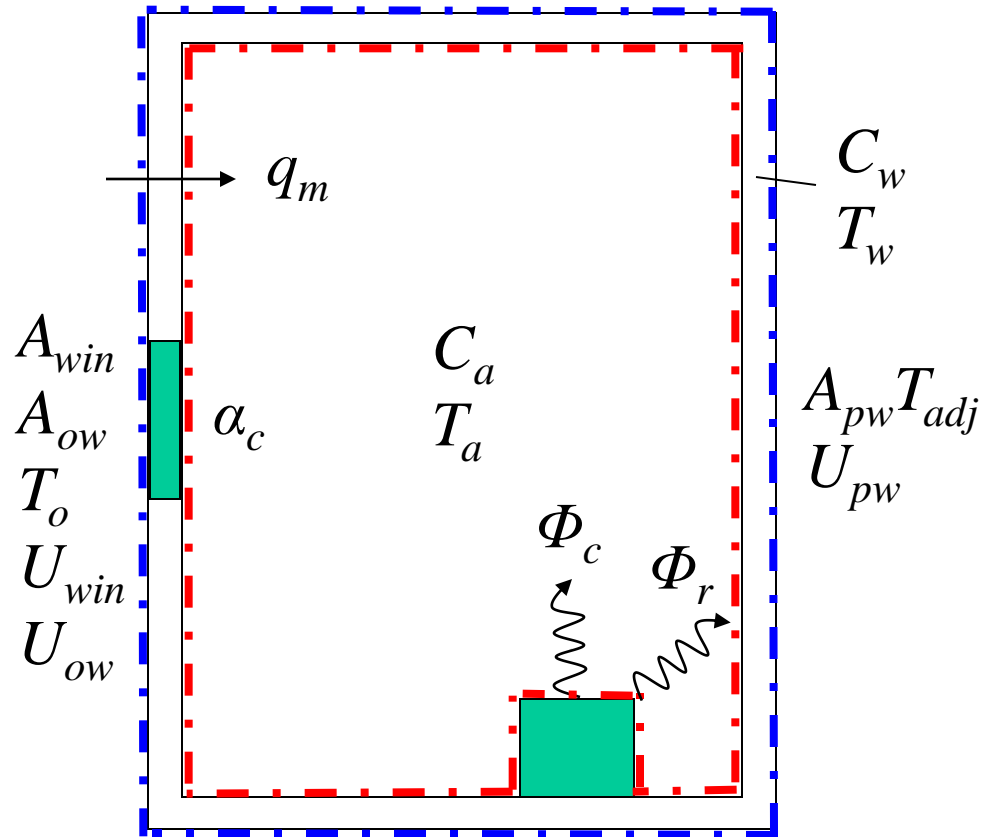 q_m
C_w
T_w
A_win
A_ow
T_o
U_win
U_ow
α_c
C_a
T_a
A_pw T_adj
U_pw
Φ_c
Φ_r